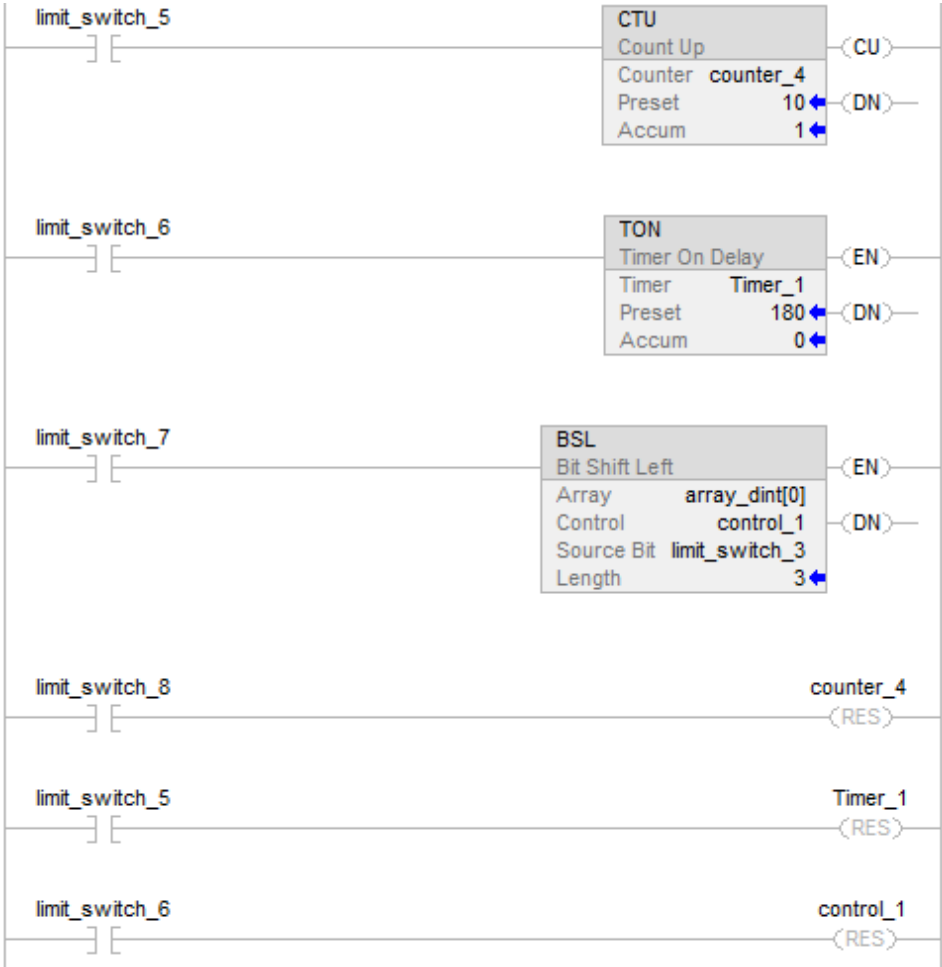 limit_switch_5
CTU
Count Up
CU
Counter counter_4
Preset 10
DN
Accum 1
limit_switch_6
TON
Timer On Delay
EN
Timer Timer_1
Preset 180
DN
Accum 0
limit_switch_7
BSL
Bit Shift Left
EN
Array array_dint[0]
Control control_1
DN
Source Bit limit_switch_3
Length 3
limit_switch_8
counter_4
RES
limit_switch_5
Timer_1
RES
limit_switch_6
control_1
RES